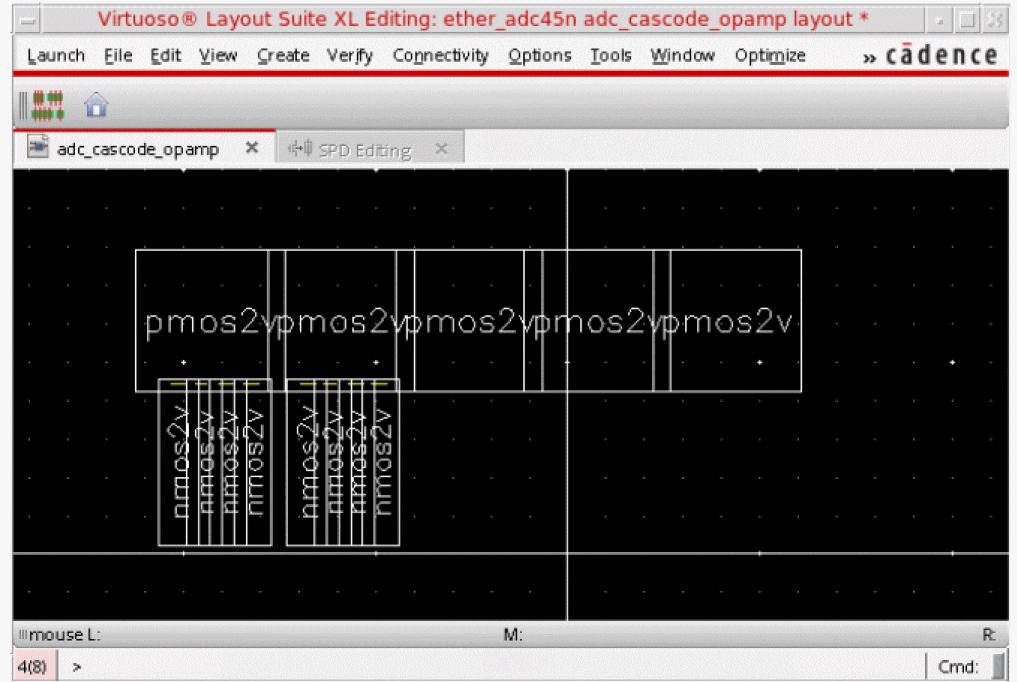 Virtuoso® Layout Suite XL Editing: ether_adc45n adc_cascode_opamp layout *
Launch File Edit View Create Verify Connectivity Options Tools Window Optimize » cādence
adc_cascode_opamp × SPD Editing ×
pmos2v pmos2v pmos2v pmos2v pmos2v
nmos2v nmos2v nmos2v nmos2v nmos2v nmos2v nmos2v nmos2v
mouse L: M: R:
4(8) > Cmd: